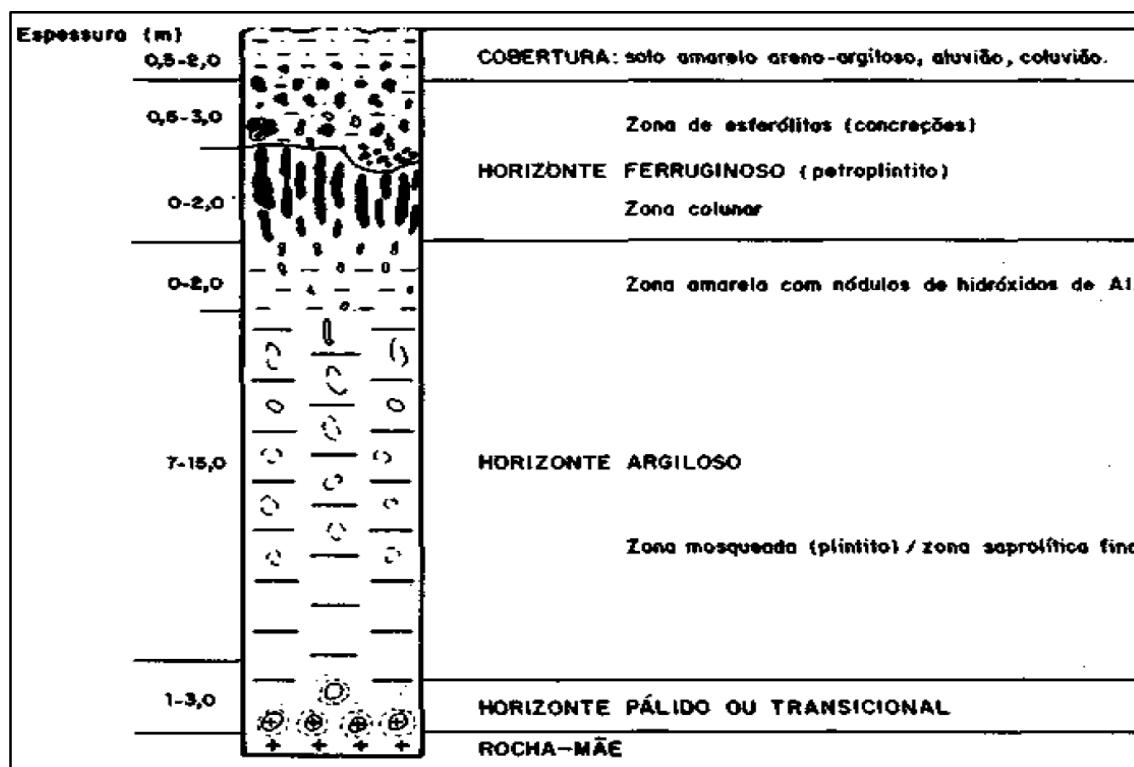 Espessura (m)
0,5-2,0
COBERTURA: solo amarelo areno-argiloso, aluvião, coluvião.
0,5-3,0
Zona de esferólitos (concreções)
HORIZONTE FERRUGINOSO (petroplintito)
0-2,0
Zona colunar
0-2,0
Zona amarela com nódulos de hidróxidos de Al.
7-15,0
HORIZONTE ARGILOSO
Zona mosqueada (plintito) / zona saprolítica fina
1-3,0
HORIZONTE PÁLIDO OU TRANSICIONAL
ROCHA-MÃE